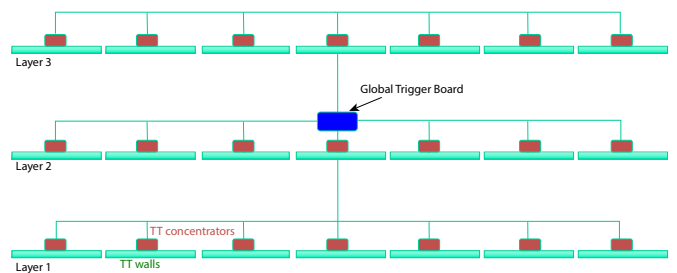 Layer 3
Global Trigger Board
Layer 2
TT concentrators
TT walls
Layer 1